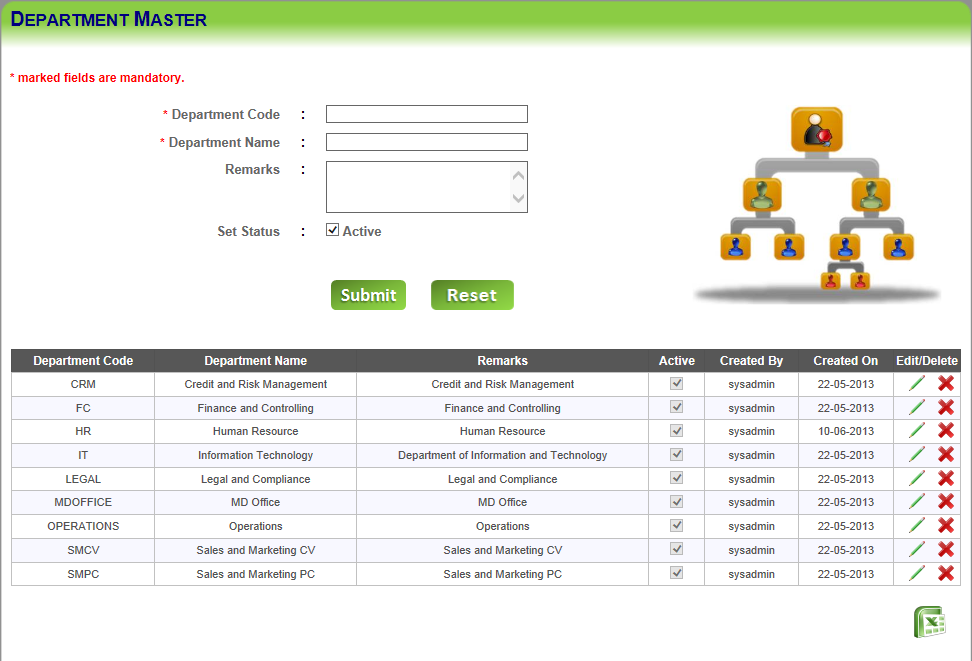 DEPARTMENT MASTER
* marked fields are mandatory.
* Department Code :
* Department Name :
Remarks :
Set Status : Active
Submit Reset
Department Code Department Name Remarks Active Created By Created On Edit/Delete
CRM Credit and Risk Management Credit and Risk Management sysadmin 22-05-2013
FC Finance and Controlling Finance and Controlling sysadmin 22-05-2013
HR Human Resource Human Resource sysadmin 10-06-2013
IT Information Technology Department of Information and Technology sysadmin 22-05-2013
LEGAL Legal and Compliance Legal and Compliance sysadmin 22-05-2013
MDOFFICE MD Office MD Office sysadmin 22-05-2013
OPERATIONS Operations Operations sysadmin 22-05-2013
SMCV Sales and Marketing CV Sales and Marketing CV sysadmin 22-05-2013
SMPC Sales and Marketing PC Sales and Marketing PC sysadmin 22-05-2013